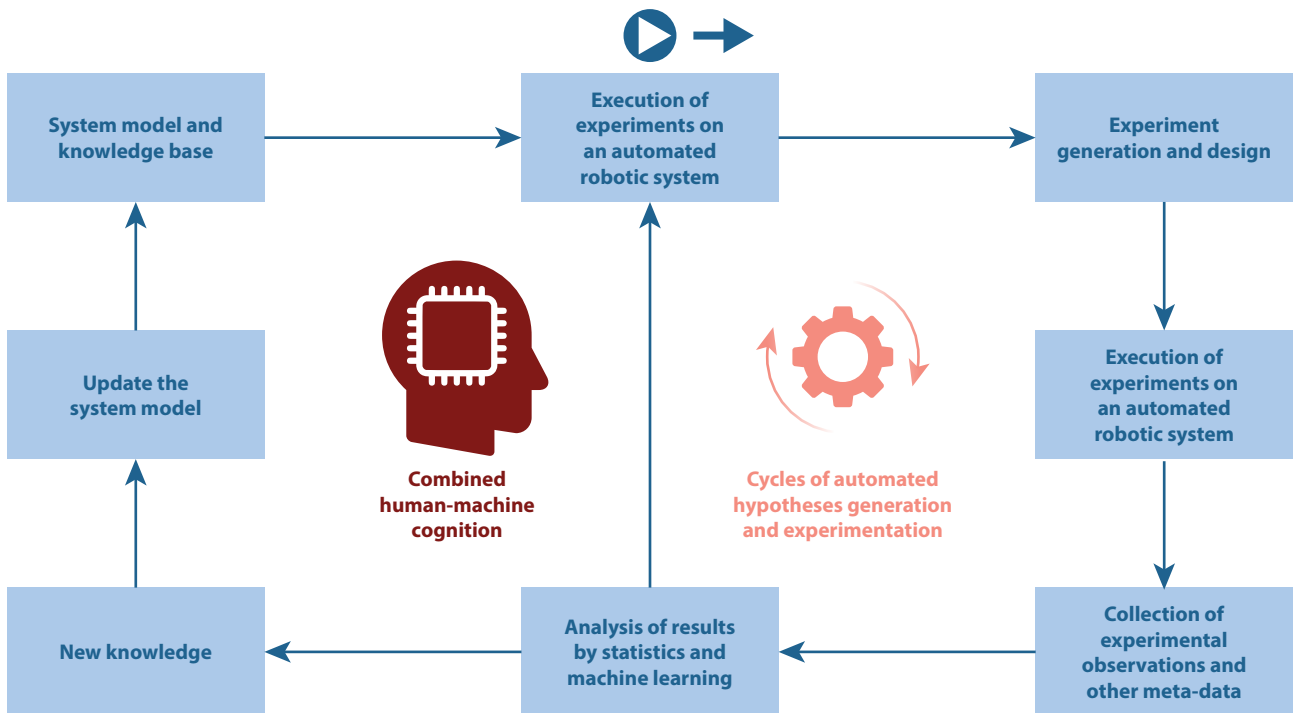 System model and
knowledge base
Execution of
experiments on
an automated
robotic system
Experiment
generation and design
Update the
system model
Combined
human-machine
cognition
Cycles of automated
hypotheses generation
and experimentation
Execution of
experiments on
an automated
robotic system
New knowledge
Analysis of results
by statistics and
machine learning
Collection of
experimental
observations and
other meta-data